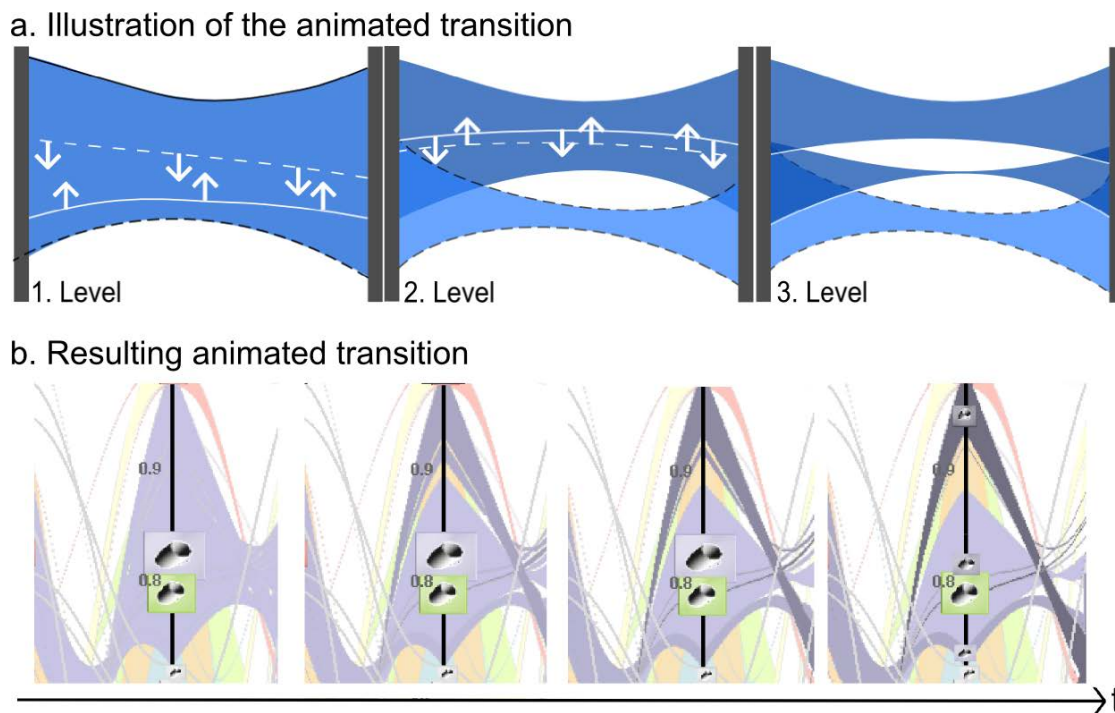 a. Illustration of the animated transition
1. Level
2. Level
3. Level
b. Resulting animated transition
0.9
0.8
0.9
0.8
0.9
0.8
0.9
0.8
t